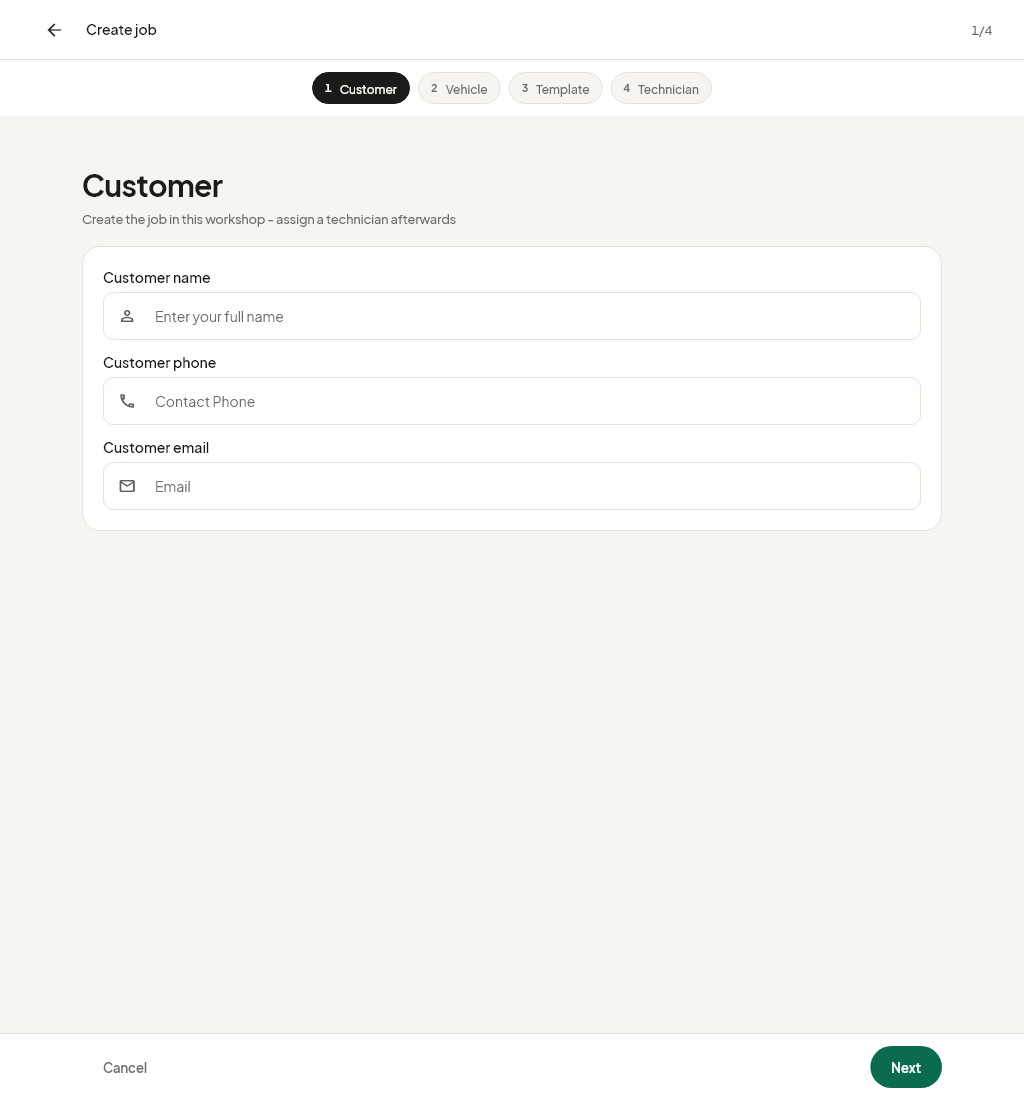 Create job
1/4
1 Customer 2 Vehicle 3 Template 4 Technician
Customer
Create the job in this workshop – assign a technician afterwards
Customer name
Enter your full name
Customer phone
Contact Phone
Customer email
Email
Cancel
Next